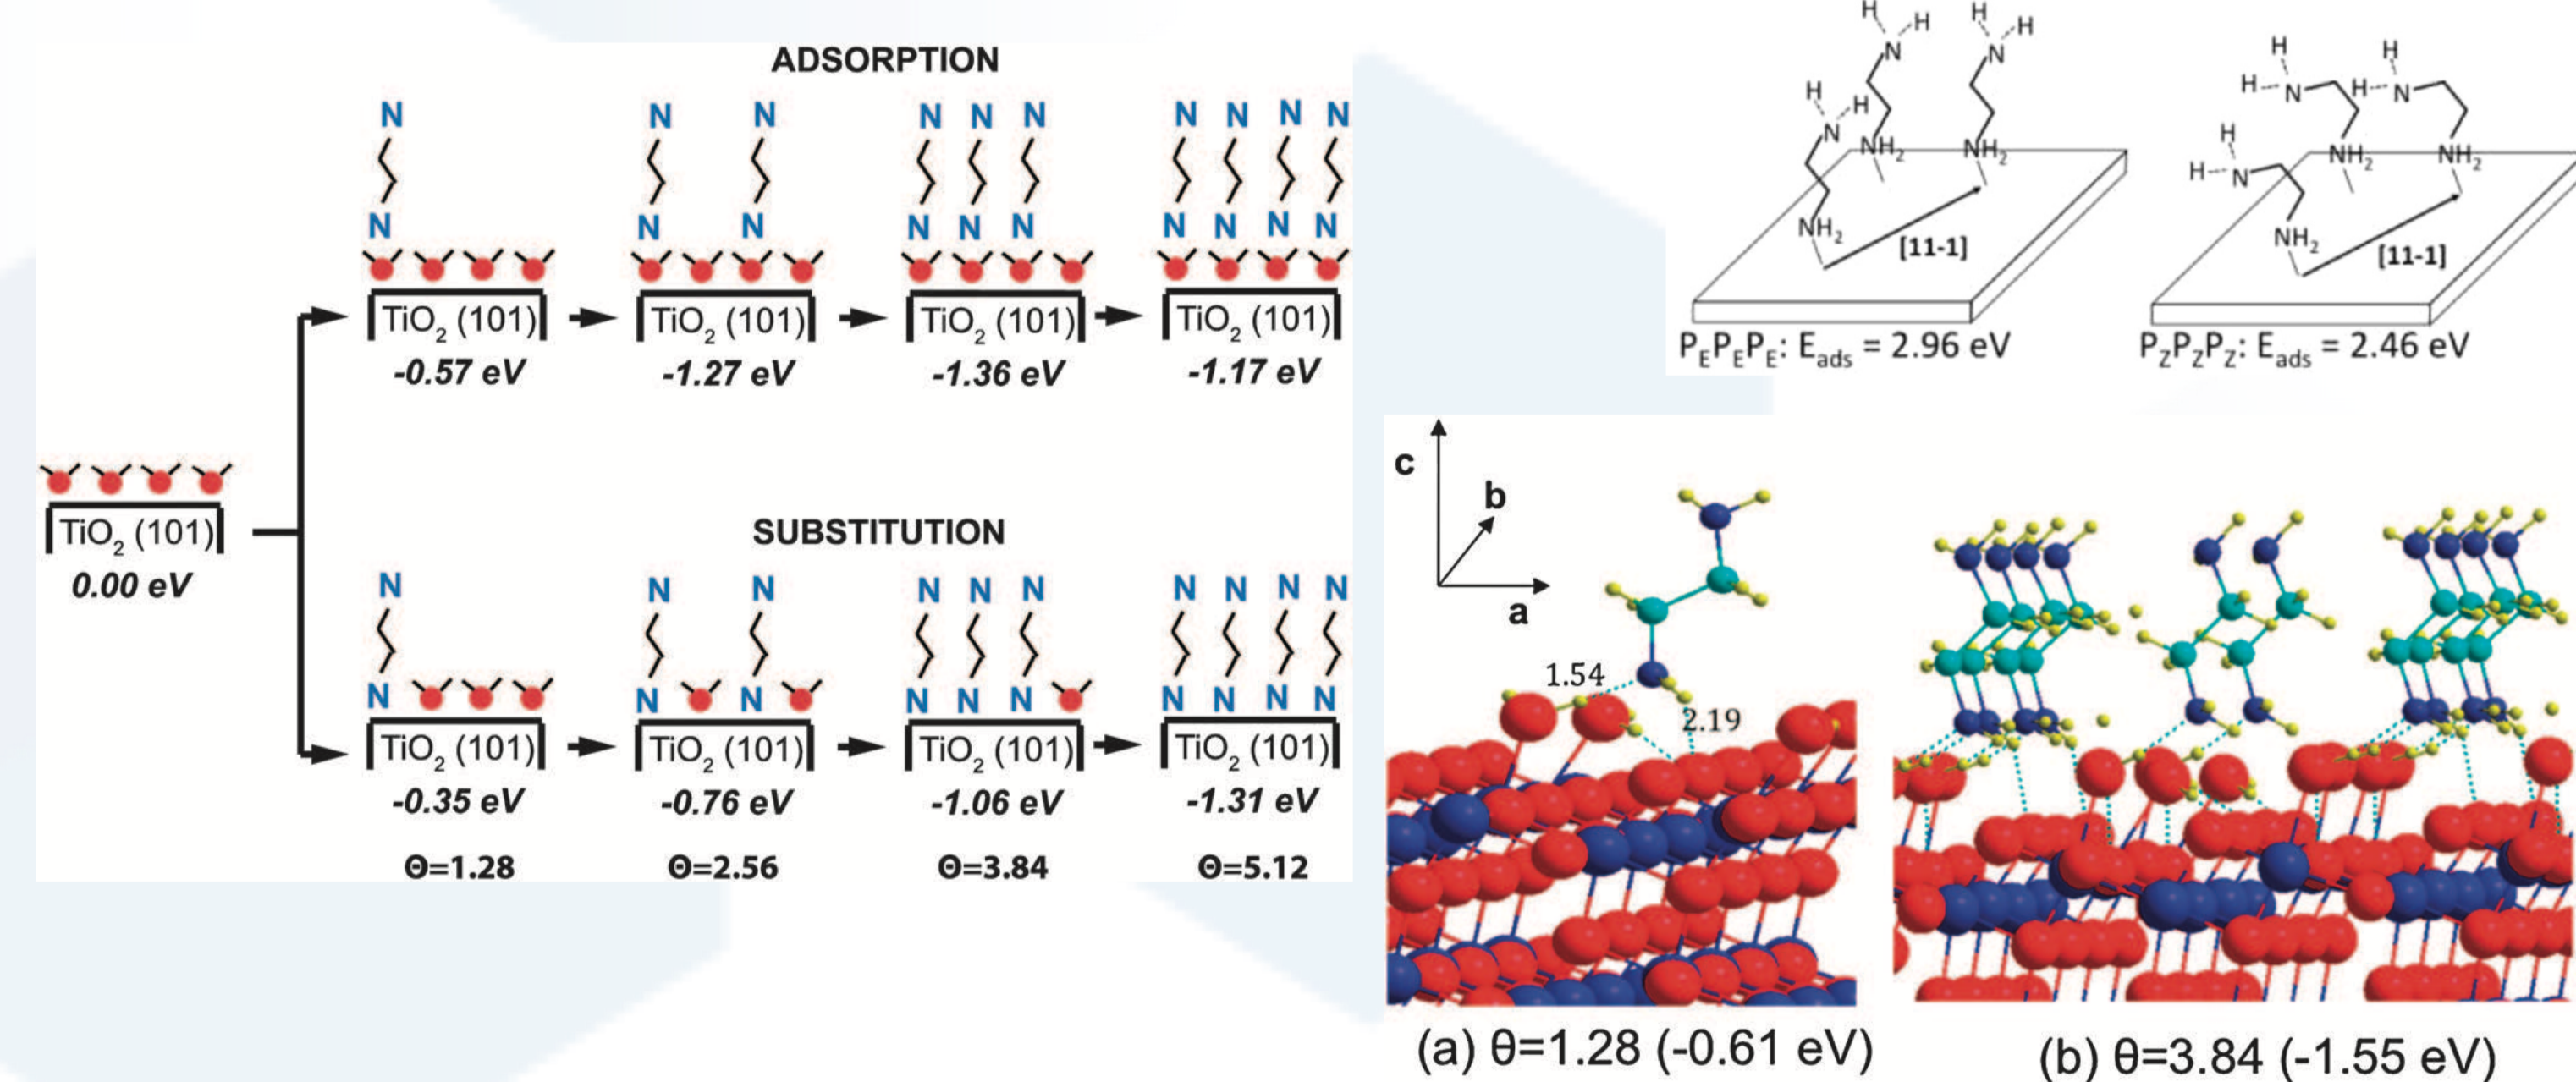 ADSORPTION
N
N N
N N N
N N N N
N
N N
N N N
N N N N
TiO2 (101)
TiO2 (101)
TiO2 (101)
TiO2 (101)
-0.57 eV
-1.27 eV
-1.36 eV
-1.17 eV
TiO2 (101)
0.00 eV
SUBSTITUTION
N
N N
N N N
N N N N
N
N N
N N N
N N N N
TiO2 (101)
TiO2 (101)
TiO2 (101)
TiO2 (101)
-0.35 eV
-0.76 eV
-1.06 eV
-1.31 eV
Θ=1.28
Θ=2.56
Θ=3.84
Θ=5.12
H H
N
H H
N
H H
N
NH2
NH2
NH2
[11-1]
PEPEPE: Eads = 2.96 eV
H
H N
H
H N
H
H N
NH2
NH2
NH2
[11-1]
PZPZPZ: Eads = 2.46 eV
c
b
a
1.54
2.19
(a) θ=1.28 (-0.61 eV)
(b) θ=3.84 (-1.55 eV)